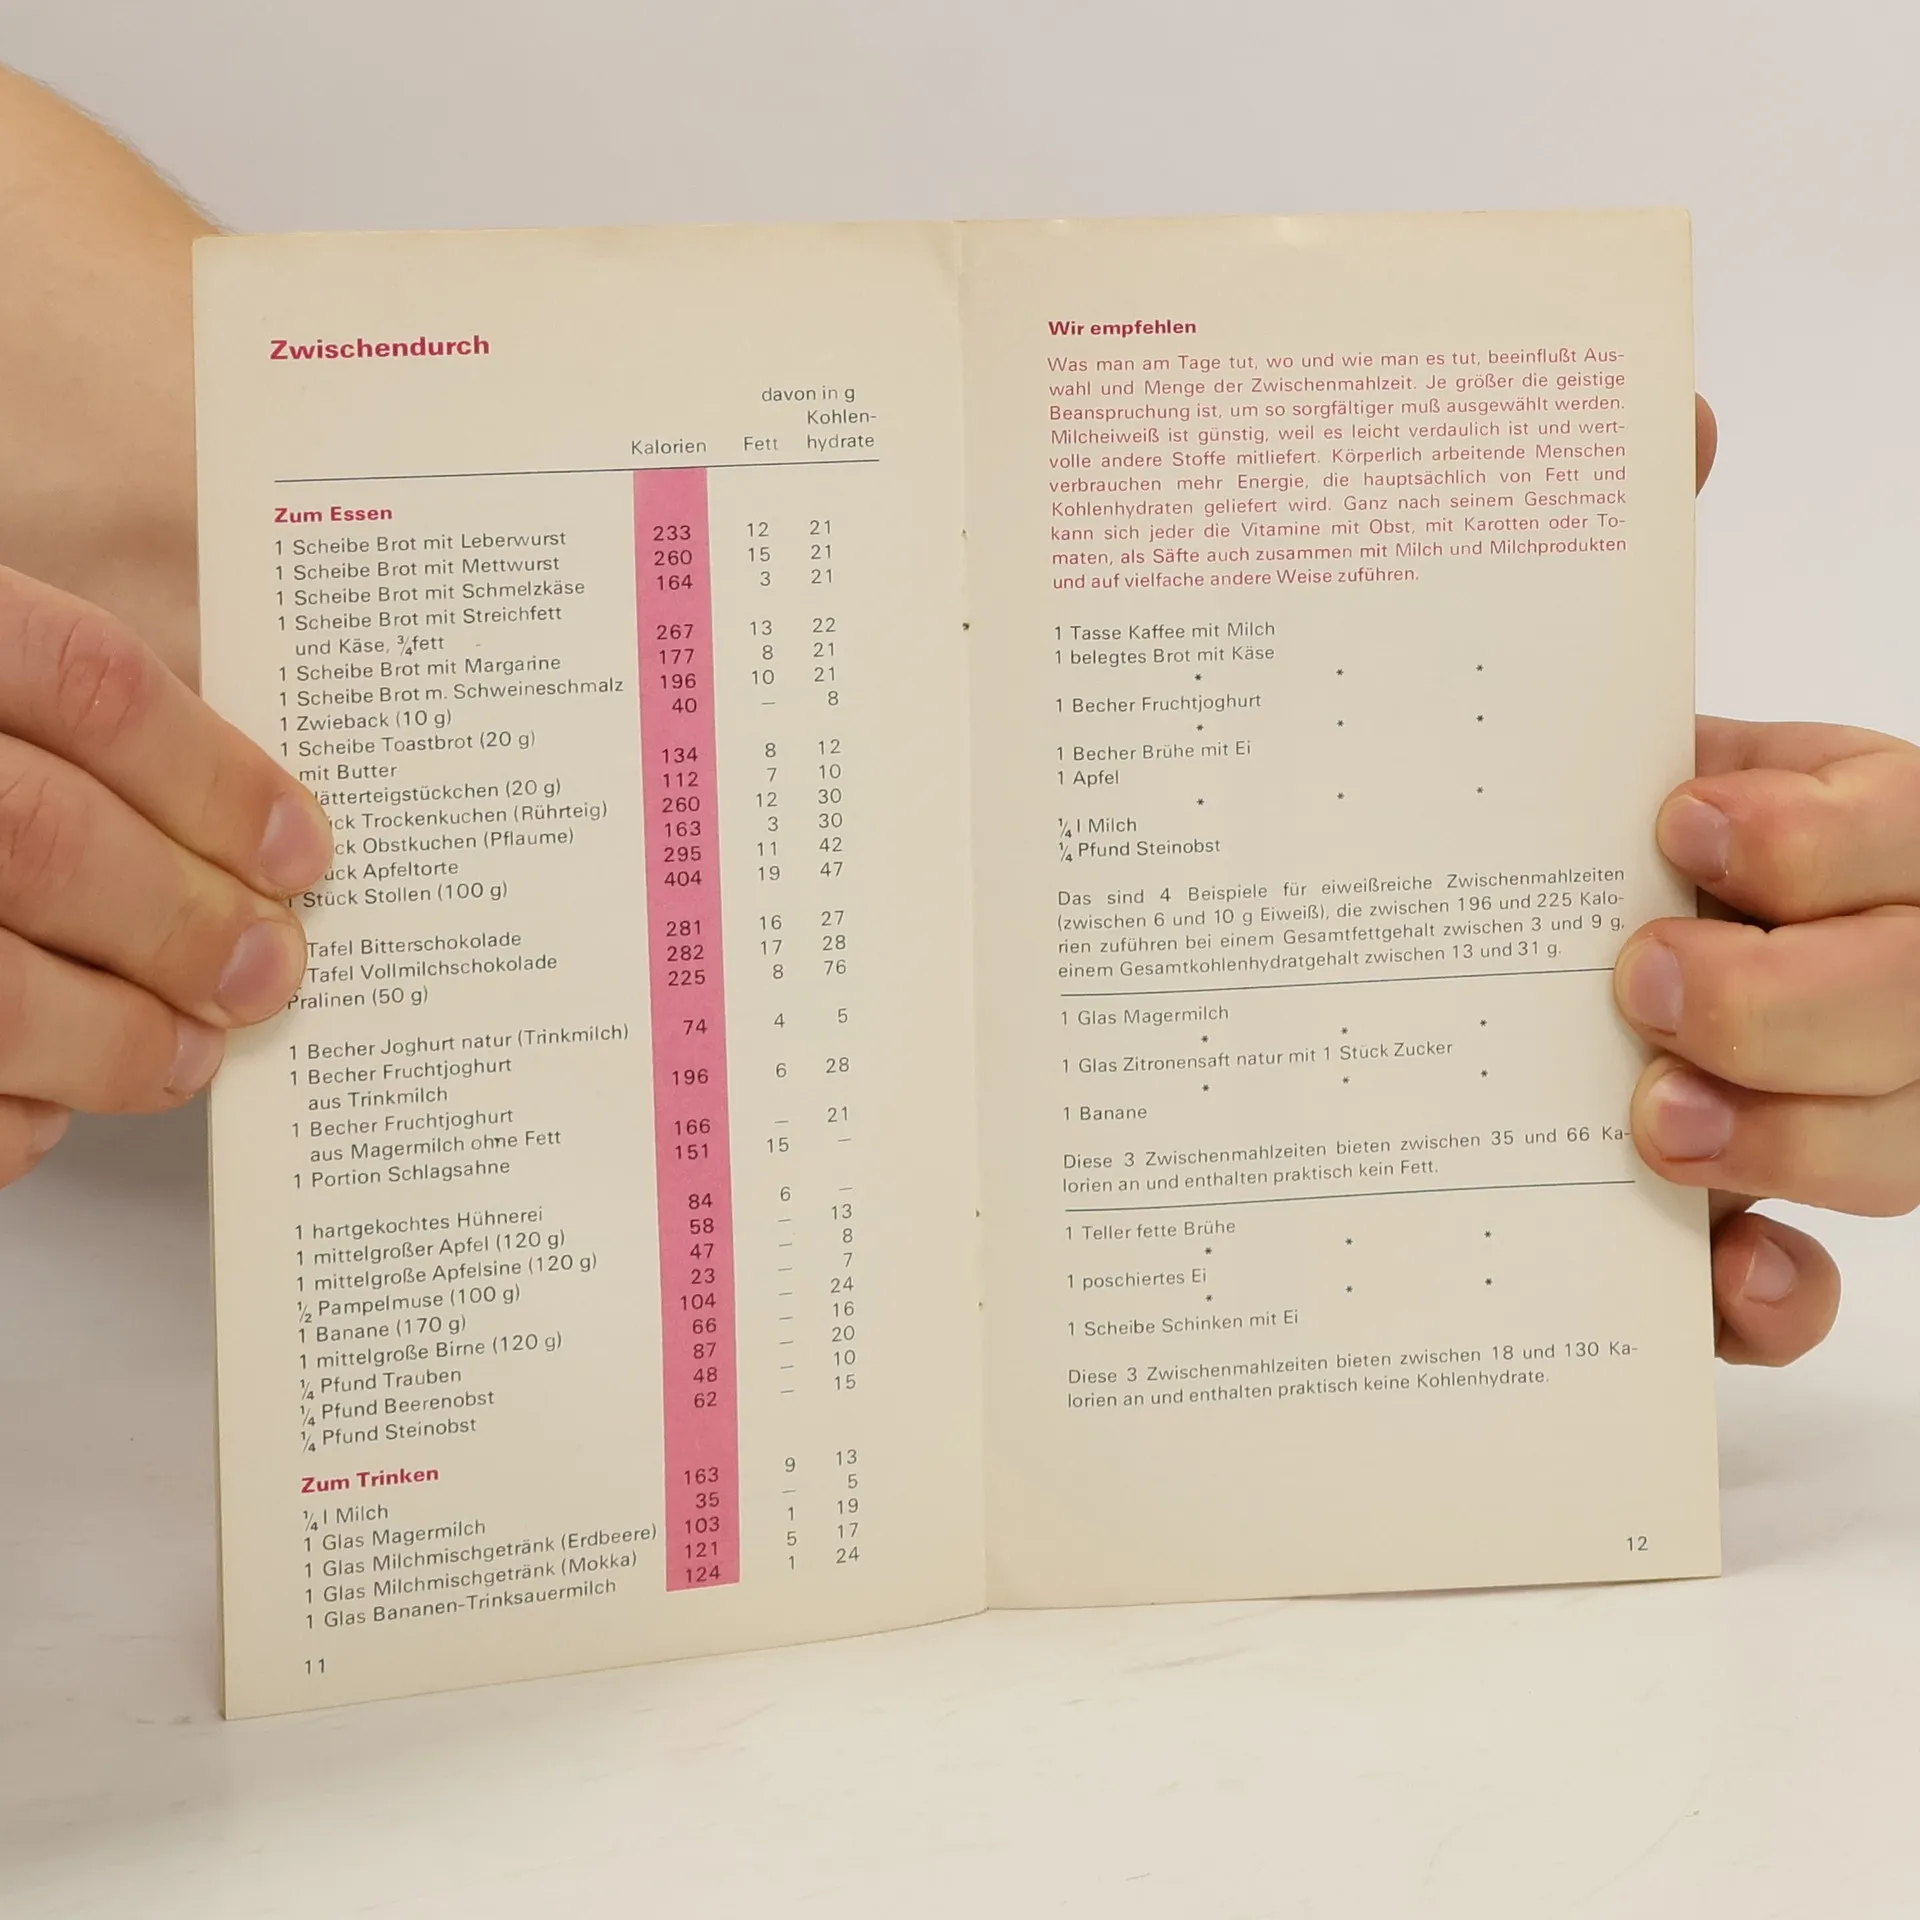 Zwischendurch
davon in g
Kohlen-
Kalorien Fett hydrate
Zum Essen
1 Scheibe Brot mit Leberwurst 233 12 21
1 Scheibe Brot mit Mettwurst 260 15 21
1 Scheibe Brot mit Schmelzkäse 164 3 21
1 Scheibe Brot mit Streichfett
und Käse, ¾fett 267 13 22
1 Scheibe Brot mit Margarine 177 8 21
1 Scheibe Brot m. Schweineschmalz 196 10 21
1 Zwieback (10 g) 40 — 8
1 Scheibe Toastbrot (20 g)
mit Butter 134 8 12
lätterteigstückchen (20 g) 112 7 10
ück Trockenkuchen (Rührteig) 260 12 30
ck Obstkuchen (Pflaume) 163 3 30
ück Apfeltorte 295 11 42
1 Stück Stollen (100 g) 404 19 47
Tafel Bitterschokolade 281 16 27
Tafel Vollmilchschokolade 282 17 28
Pralinen (50 g) 225 8 76
1 Becher Joghurt natur (Trinkmilch) 74 4 5
1 Becher Fruchtjoghurt
aus Trinkmilch 196 6 28
1 Becher Fruchtjoghurt
aus Magermilch ohne Fett 166 — 21
1 Portion Schlagsahne 151 15 —
1 hartgekochtes Hühnerei 84 6 —
1 mittelgroßer Apfel (120 g) 58 — 13
1 mittelgroße Apfelsine (120 g) 47 — 8
½ Pampelmuse (100 g) 23 — 7
1 Banane (170 g) 104 — 24
1 mittelgroße Birne (120 g) 66 — 16
¼ Pfund Trauben 87 — 20
¼ Pfund Beerenobst 48 — 10
¼ Pfund Steinobst 62 — 15
Zum Trinken
¼ l Milch 163 9 13
1 Glas Magermilch 35 — 5
1 Glas Milchmischgetränk (Erdbeere) 103 1 19
1 Glas Milchmischgetränk (Mokka) 121 5 17
1 Glas Bananen-Trinksauermilch 124 1 24
11
Wir empfehlen
Was man am Tage tut, wo und wie man es tut, beeinflußt Aus-
wahl und Menge der Zwischenmahlzeit. Je größer die geistige
Beanspruchung ist, um so sorgfältiger muß ausgewählt werden.
Milcheiweiß ist günstig, weil es leicht verdaulich ist und wert-
volle andere Stoffe mitliefert. Körperlich arbeitende Menschen
verbrauchen mehr Energie, die hauptsächlich von Fett und
Kohlenhydraten geliefert wird. Ganz nach seinem Geschmack
kann sich jeder die Vitamine mit Obst, mit Karotten oder To-
maten, als Säfte auch zusammen mit Milch und Milchprodukten
und auf vielfache andere Weise zuführen.
1 Tasse Kaffee mit Milch
1 belegtes Brot mit Käse
* * *
1 Becher Fruchtjoghurt
* * *
1 Becher Brühe mit Ei
1 Apfel
* * *
¼ l Milch
¼ Pfund Steinobst
Das sind 4 Beispiele für eiweißreiche Zwischenmahlzeiten
(zwischen 6 und 10 g Eiweiß), die zwischen 196 und 225 Kalo-
rien zuführen bei einem Gesamtfettgehalt zwischen 3 und 9 g,
einem Gesamtkohlenhydratgehalt zwischen 13 und 31 g.
1 Glas Magermilch
* * *
1 Glas Zitronensaft natur mit 1 Stück Zucker
* * *
1 Banane
Diese 3 Zwischenmahlzeiten bieten zwischen 35 und 66 Ka-
lorien an und enthalten praktisch kein Fett.
1 Teller fette Brühe
* * *
1 poschiertes Ei
* * *
1 Scheibe Schinken mit Ei
Diese 3 Zwischenmahlzeiten bieten zwischen 18 und 130 Ka-
lorien an und enthalten praktisch keine Kohlenhydrate.
12